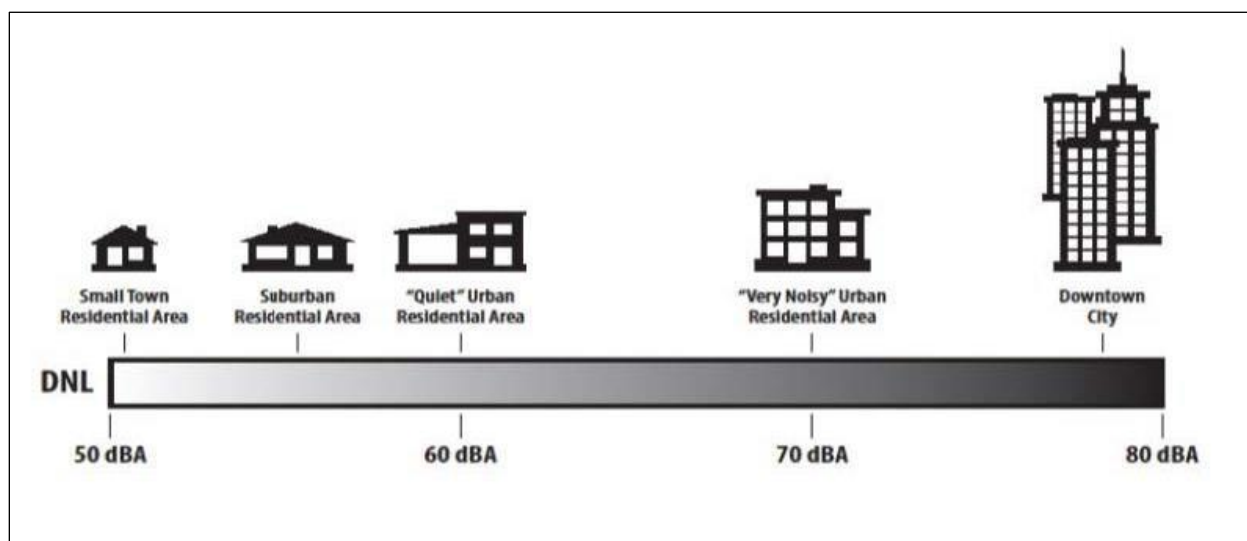 Small Town
Residential Area
Suburban
Residential Area
"Quiet" Urban
Residential Area
"Very Noisy" Urban
Residential Area
Downtown
City
DNL
50 dBA
60 dBA
70 dBA
80 dBA